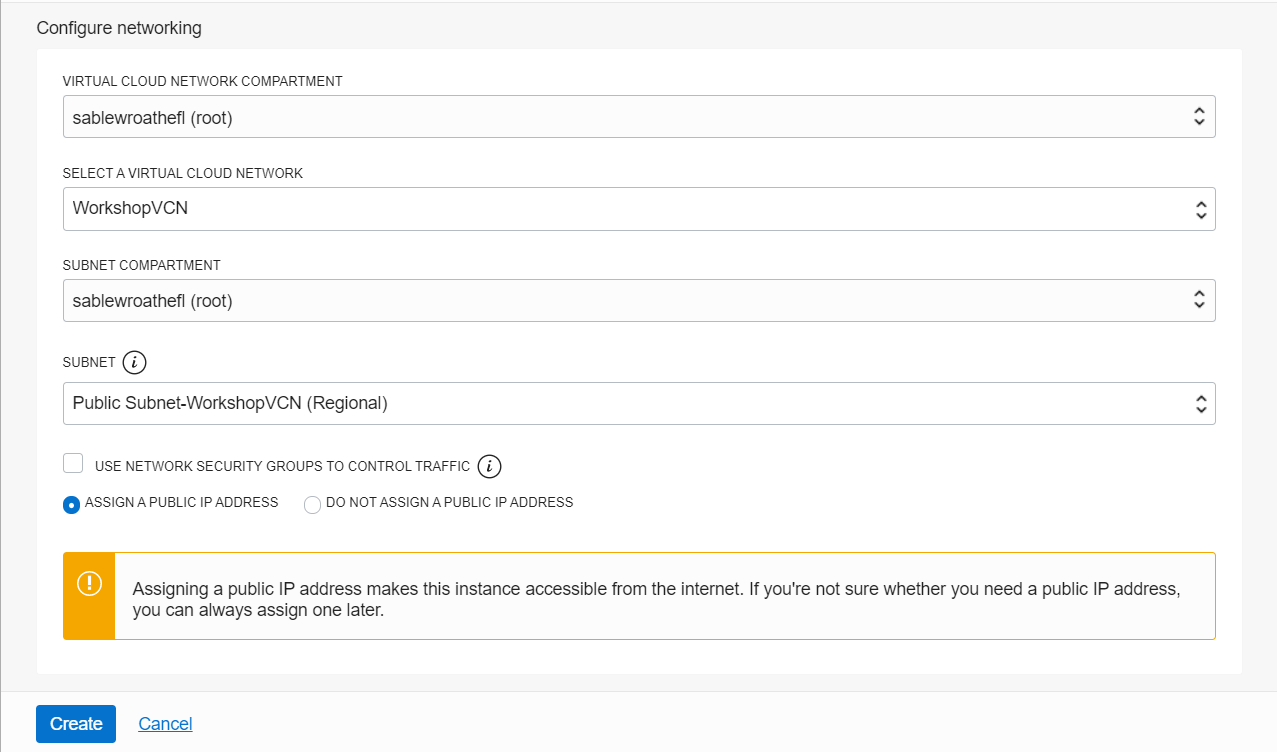 Configure networking
VIRTUAL CLOUD NETWORK COMPARTMENT
sablewroathefl (root)
SELECT A VIRTUAL CLOUD NETWORK
WorkshopVCN
SUBNET COMPARTMENT
sablewroathefl (root)
SUBNET i
Public Subnet-WorkshopVCN (Regional)
USE NETWORK SECURITY GROUPS TO CONTROL TRAFFIC i
ASSIGN A PUBLIC IP ADDRESS DO NOT ASSIGN A PUBLIC IP ADDRESS
Assigning a public IP address makes this instance accessible from the internet. If you're not sure whether you need a public IP address,
you can always assign one later.
Create Cancel